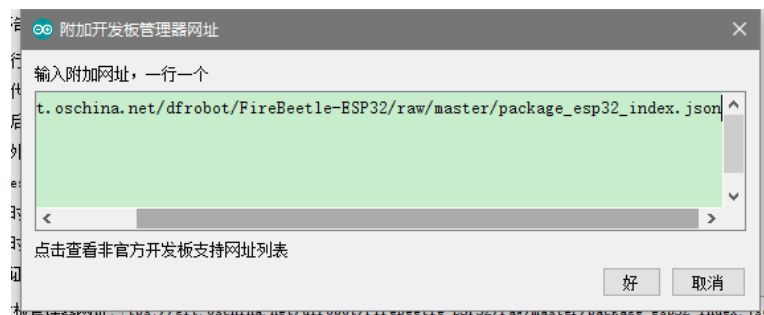 附加开发板管理器网址
输入附加网址，一行一个
t.oschina.net/dfrobot/FireBeetle-ESP32/raw/master/package_esp32_index.json
点击查看非官方开发板支持网址列表
好
取消